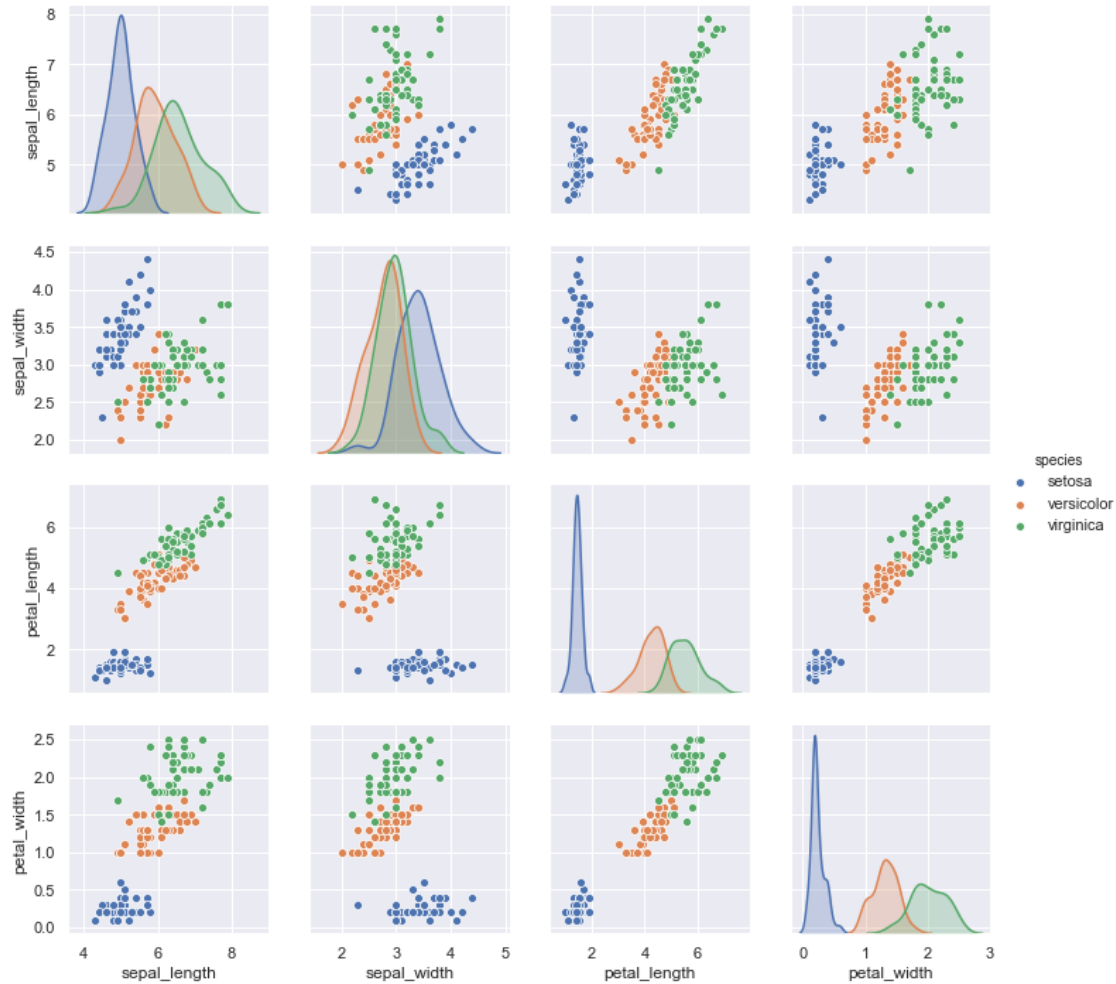 8
7
6
5
sepal_length
4.5
4.0
3.5
3.0
2.5
2.0
sepal_width
species
setosa
versicolor
virginica
6
4
2
petal_length
2.5
2.0
1.5
1.0
0.5
0.0
petal_width
4 6 8
2 3 4 5
2 4 6
0 1 2 3
sepal_length
sepal_width
petal_length
petal_width